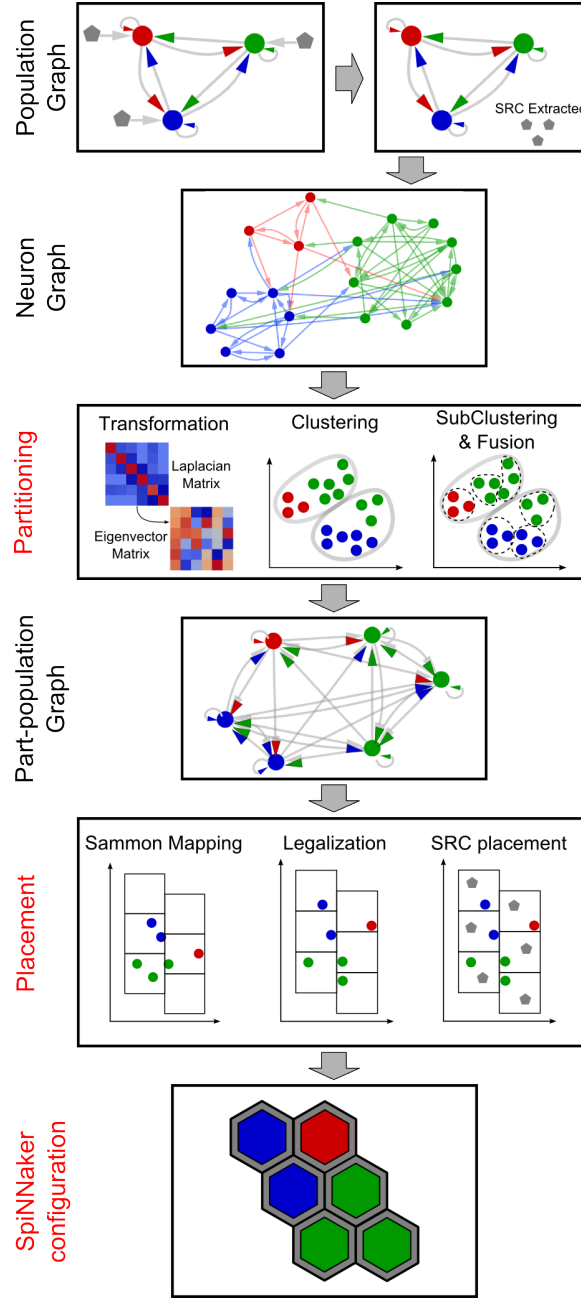 Population
Graph
SRC Extracted
Neuron
Graph
Partitioning
Transformation
Laplacian
Matrix
Eigenvector
Matrix
Clustering
SubClustering
& Fusion
Part-population
Graph
Placement
Sammon Mapping
Legalization
SRC placement
SpiNNaker
configuration